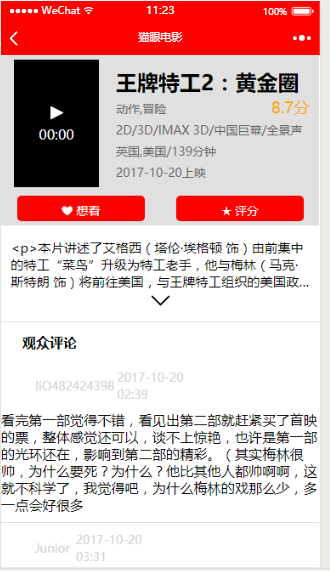 WeChat 11:23 100%
猫眼电影
00:00
王牌特工2：黄金圈
动作,冒险 8.7分
2D/3D/IMAX 3D/中国巨幕/全景声
英国,美国/139分钟
2017-10-20上映
想看 评分
<p>本片讲述了艾格西（塔伦·埃格顿 饰）由前集中
的特工“菜鸟”升级为特工老手，他与梅林（马克·
斯特朗 饰）将前往美国，与王牌特工组织的美国政...
观众评论
liO482424398 2017-10-20
02:39
看完第一部觉得不错，看见出第二部就赶紧买了首映
的票，整体感觉还可以，谈不上惊艳，也许是第一部
的光环还在，影响到第二部的精彩。（其实梅林很
帅，为什么要死？为什么？他比其他人都帅啊啊，这
就不科学了，我觉得吧，为什么梅林的戏那么少，多
一点会好很多
Junior 2017-10-20
03:31